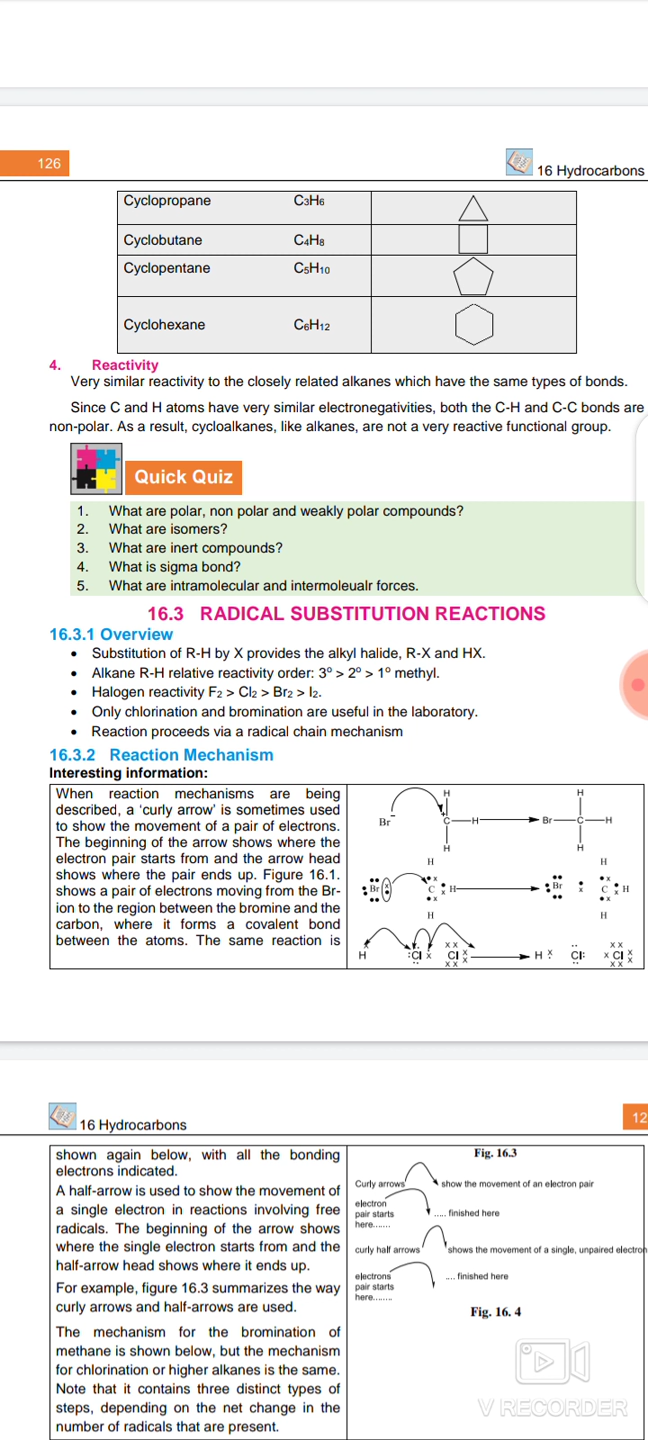 126
16 Hydrocarbons
Cyclopropane C₃H₆
Cyclobutane C₄H₈
Cyclopentane C₅H₁₀
Cyclohexane C₆H₁₂
4. Reactivity
Very similar reactivity to the closely related alkanes which have the same types of bonds.
Since C and H atoms have very similar electronegativities, both the C-H and C-C bonds are
non-polar. As a result, cycloalkanes, like alkanes, are not a very reactive functional group.
Quick Quiz
1. What are polar, non polar and weakly polar compounds?
2. What are isomers?
3. What are inert compounds?
4. What is sigma bond?
5. What are intramolecular and intermoleualr forces.
16.3 RADICAL SUBSTITUTION REACTIONS
16.3.1 Overview
• Substitution of R-H by X provides the alkyl halide, R-X and HX.
• Alkane R-H relative reactivity order: 3° > 2° > 1° methyl.
• Halogen reactivity F₂ > Cl₂ > Br₂ > I₂.
• Only chlorination and bromination are useful in the laboratory.
• Reaction proceeds via a radical chain mechanism
16.3.2 Reaction Mechanism
Interesting information:
When reaction mechanisms are being
described, a ‘curly arrow’ is sometimes used
to show the movement of a pair of electrons.
The beginning of the arrow shows where the
electron pair starts from and the arrow head
shows where the pair ends up. Figure 16.1.
shows a pair of electrons moving from the Br-
ion to the region between the bromine and the
carbon, where it forms a covalent bond
between the atoms. The same reaction is
H H
Br⁻ C H Br C H
H H
H H
Br C H Br C H
H H
H :Cl x Cl H Cl: x Cl
16 Hydrocarbons
12
shown again below, with all the bonding
electrons indicated.
A half-arrow is used to show the movement of
a single electron in reactions involving free
radicals. The beginning of the arrow shows
where the single electron starts from and the
half-arrow head shows where it ends up.
For example, figure 16.3 summarizes the way
curly arrows and half-arrows are used.
The mechanism for the bromination of
methane is shown below, but the mechanism
for chlorination or higher alkanes is the same.
Note that it contains three distinct types of
steps, depending on the net change in the
number of radicals that are present.
Fig. 16.3
Curly arrows show the movement of an electron pair
electron
pair starts ..... finished here
here.......
curly half arrows shows the movement of a single, unpaired electron
electrons .... finished here
pair starts
here........
Fig. 16. 4
V RECORDER